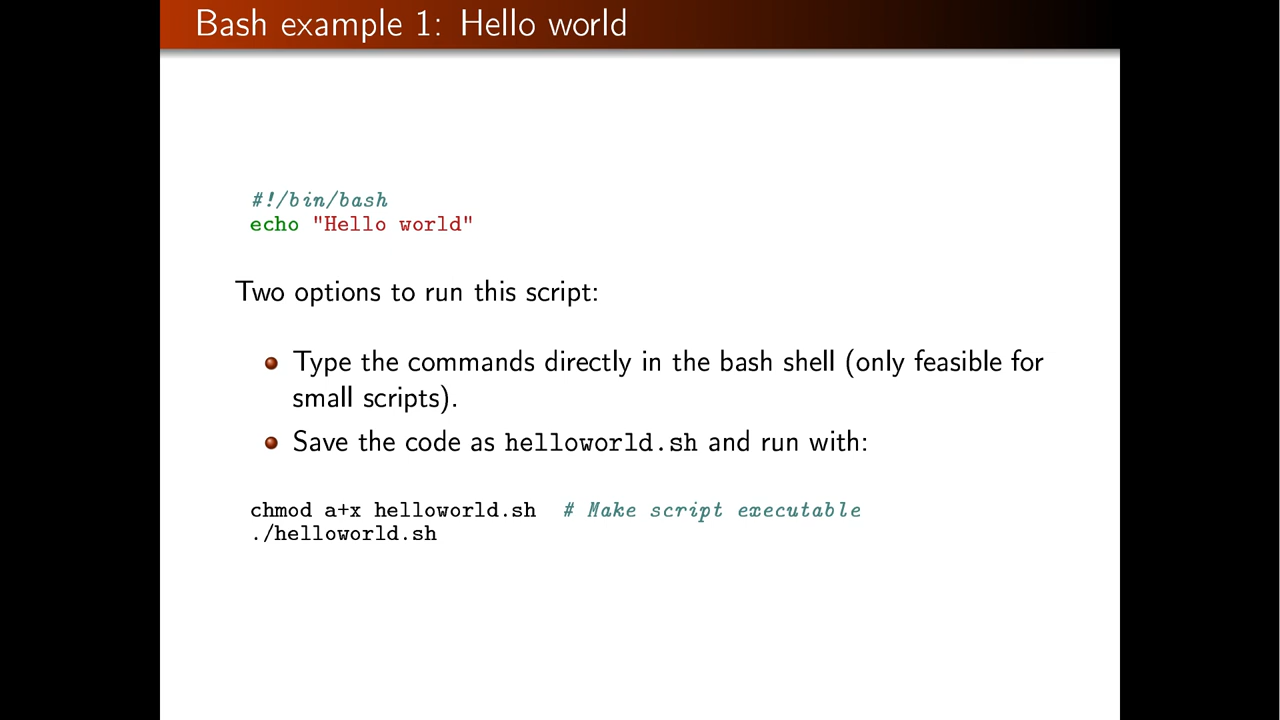 Bash example 1: Hello world
#!/bin/bash
echo "Hello world"
Two options to run this script:
Type the commands directly in the bash shell (only feasible for
small scripts).
Save the code as helloworld.sh and run with:
chmod a+x helloworld.sh  # Make script executable
./helloworld.sh